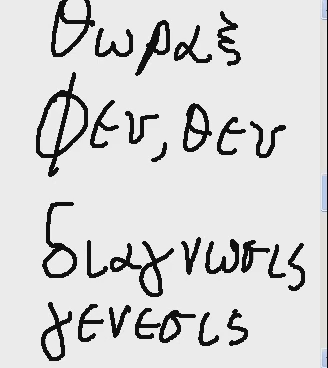 θωραξ
φευ, θευ
διαγνωσις
γενεσις